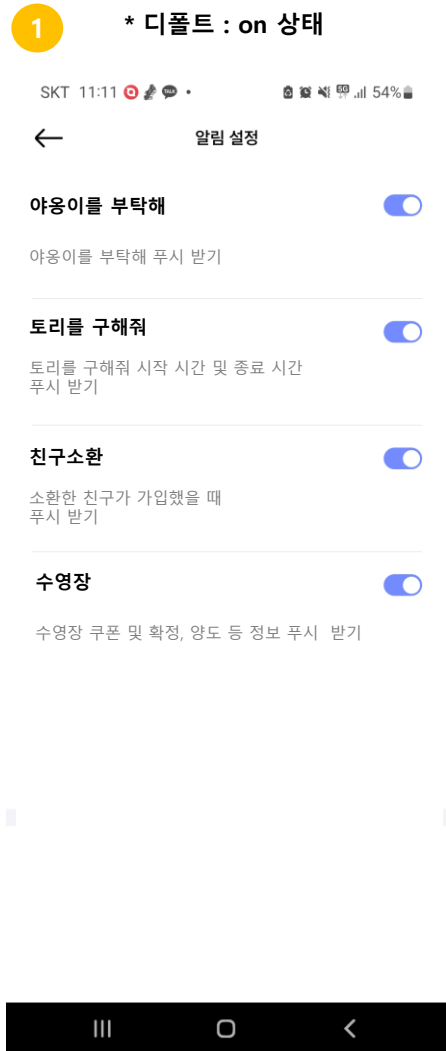 1
* 디폴트 : on 상태
SKT 11:11
54%
알림 설정
야옹이를 부탁해
야옹이를 부탁해 푸시 받기
토리를 구해줘
토리를 구해줘 시작 시간 및 종료 시간
푸시 받기
친구소환
소환한 친구가 가입했을 때
푸시 받기
수영장
수영장 쿠폰 및 확정, 양도 등 정보 푸시 받기